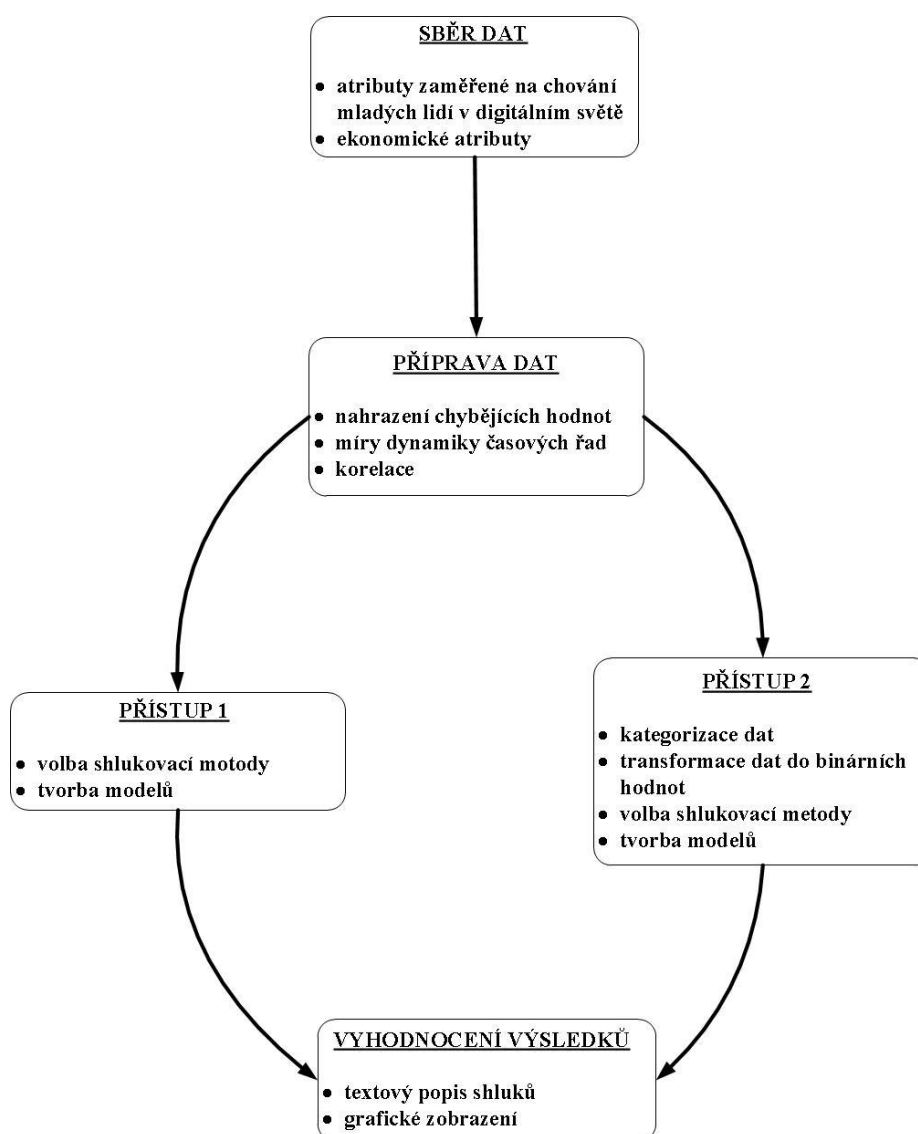 SBĚR DAT
• atributy zaměřené na chování
mladých lidí v digitálním světě
• ekonomické atributy
PŘÍPRAVA DAT
• nahrazení chybějících hodnot
• míry dynamiky časových řad
• korelace
PŘÍSTUP 1
• volba shlukovací motody
• tvorba modelů
PŘÍSTUP 2
• kategorizace dat
• transformace dat do binárních
hodnot
• volba shlukovací metody
• tvorba modelů
VYHODNOCENÍ VÝSLEDKŮ
• textový popis shluků
• grafické zobrazení